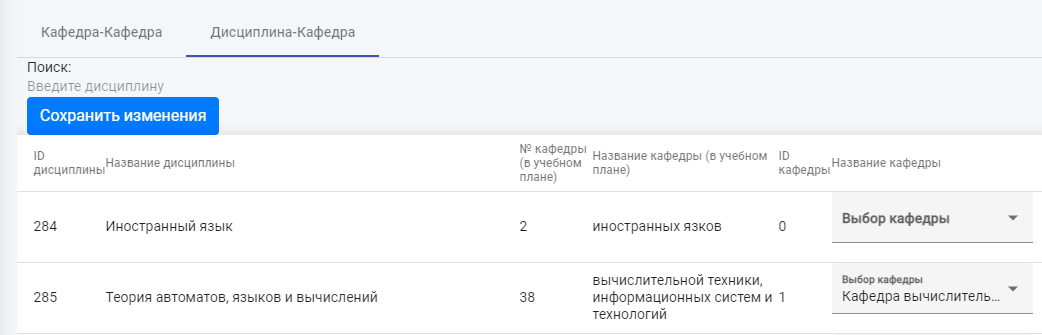 Кафедра-Кафедра Дисциплина-Кафедра
Поиск:
Введите дисциплину
Сохранить изменения
ID дисциплины Название дисциплины № кафедры (в учебном плане) Название кафедры (в учебном плане) ID кафедры Название кафедры
284 Иностранный язык 2 иностранных язков 0 Выбор кафедры
285 Теория автоматов, языков и вычислений 38 вычислительной техники, информационных систем и технологий 1 Выбор кафедры Кафедра вычислитель...